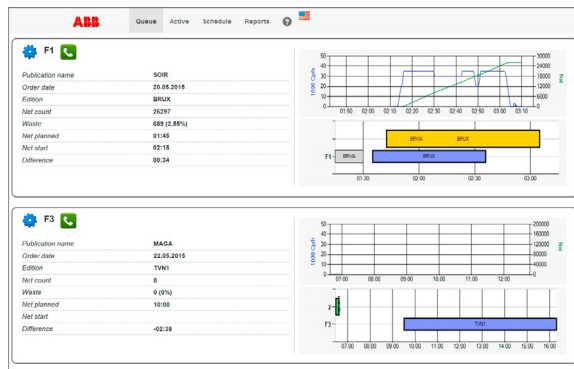 ABB Queue Active Schedule Reports
F1
Publication name SOIR
Order date 20.05.2015
Edition BRUX
Net count 26297
Waste 689 (2,55%)
Net planned 01:45
Net start 02:15
Difference 00:34
50 40 30 20 10 0
1000 Cp/h
30000 24000 18000 12000 6000 0
Net
01:50 02:00 02:10 02:20 02:30 02:40 02:50 03:00 03:10
BRUX
F1 BRUX
01:30 02:00 02:30 03:00
F3
Publication name MAGA
Order date 22.05.2015
Edition TVN1
Net count 0
Waste 0 (0%)
Net planned 10:00
Net start
Difference -02:38
50 40 30 20 10 0
1000 Cp/h
200000 160000 120000 80000 40000 0
Net
07:00 08:00 09:00 10:00 11:00 12:00
2
F3 TVN1
07:00 08:00 09:00 10:00 11:00 12:00 13:00 14:00 15:00 16:00